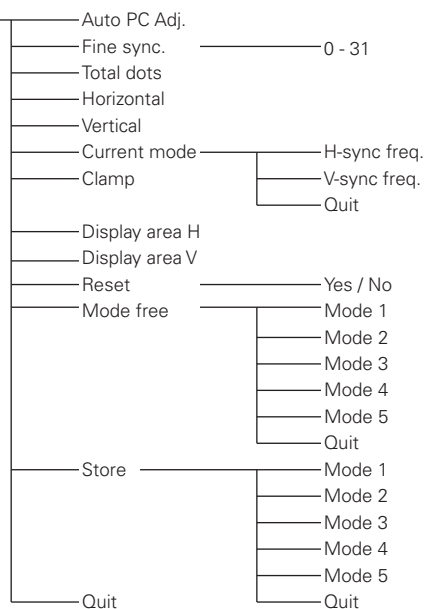 Auto PC Adj.
Fine sync. 0 - 31
Total dots
Horizontal
Vertical
Current mode H-sync freq.
Clamp V-sync freq.
Quit
Display area H
Display area V
Reset Yes / No
Mode free Mode 1
Mode 2
Mode 3
Mode 4
Mode 5
Quit
Store Mode 1
Mode 2
Mode 3
Mode 4
Mode 5
Quit Quit